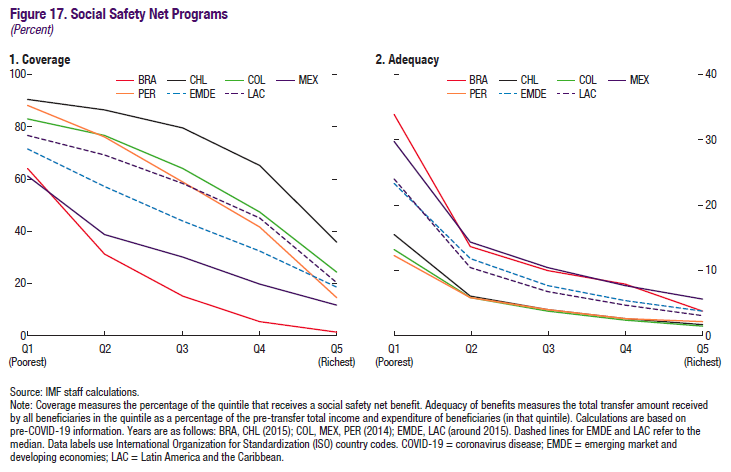 Figure 17. Social Safety Net Programs
(Percent)
1. Coverage
100
80
60
40
20
0
BRA CHL COL MEX
PER EMDE LAC
Q1 Q2 Q3 Q4 Q5
(Poorest) (Richest)
2. Adequacy
BRA CHL COL MEX
PER EMDE LAC
40
30
20
10
0
Q1 Q2 Q3 Q4 Q5
(Poorest) (Richest)
Source: IMF staff calculations.
Note: Coverage measures the percentage of the quintile that receives a social safety net benefit. Adequacy of benefits measures the total transfer amount received
by all beneficiaries in the quintile as a percentage of the pre-transfer total income and expenditure of beneficiaries (in that quintile). Calculations are based on
pre-COVID-19 information. Years are as follows: BRA, CHL (2015); COL, MEX, PER (2014); EMDE, LAC (around 2015). Dashed lines for EMDE and LAC refer to the
median. Data labels use International Organization for Standardization (ISO) country codes. COVID-19 = coronavirus disease; EMDE = emerging market and
developing economies; LAC = Latin America and the Caribbean.